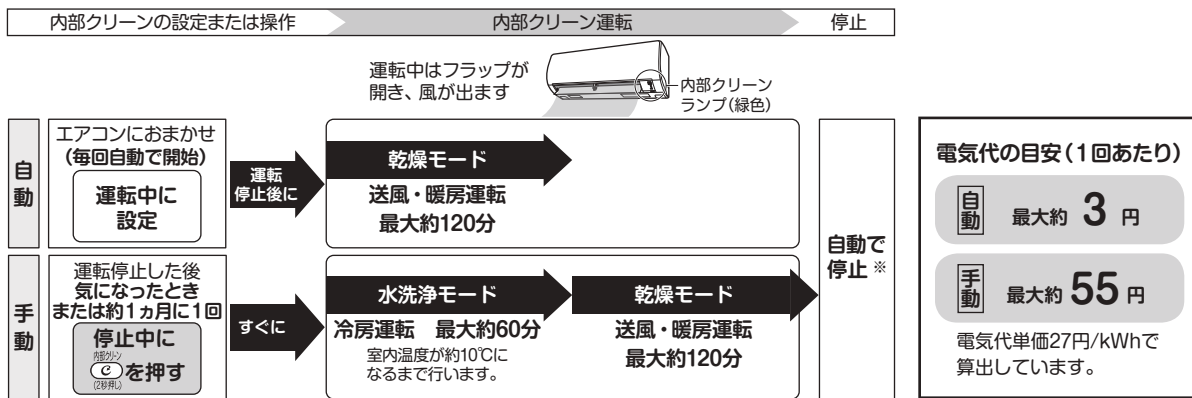 内部クリーンの設定または操作
内部クリーン運転
停止
運転中はフラップが
開き、風が出ます
内部クリーン
ランプ(緑色)
自動
エアコンにおまかせ
(毎回自動で開始)
運転中に
設定
運転
停止後に
乾燥モード
送風・暖房運転
最大約120分
手動
運転停止した後
気になったとき
または約1ヵ月に1回
停止中に
内部クリーン
を押す
(2秒押し)
すぐに
水洗浄モード
冷房運転 最大約60分
室内温度が約10℃に
なるまで行います。
乾燥モード
送風・暖房運転
最大約120分
自動で
停止※
電気代の目安(1回あたり)
自動 最大約 3 円
手動 最大約 55 円
電気代単価27円/kWhで
算出しています。